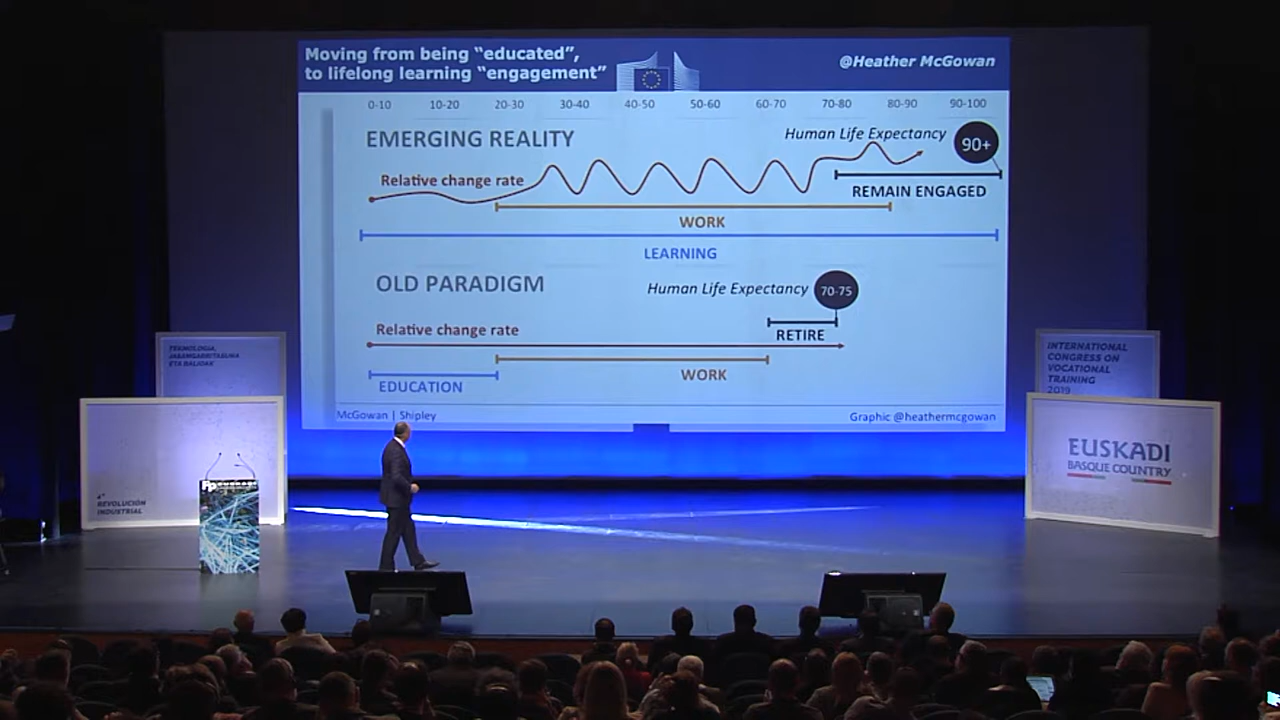 Moving from being “educated”,
to lifelong learning “engagement”
@Heather McGowan
0-10 10-20 20-30 30-40 40-50 50-60 60-70 70-80 80-90 90-100
EMERGING REALITY
Human Life Expectancy
90+
Relative change rate
REMAIN ENGAGED
WORK
LEARNING
OLD PARADIGM
Human Life Expectancy
70-75
Relative change rate
RETIRE
WORK
EDUCATION
McGowan | Shipley
Graphic @heathermcgowan
TEKNOLOGIA,
JASANGARRITASUNA
ETA BALIOAK
4ª
REVOLUCIÓN
INDUSTRIAL
INTERNATIONAL
CONGRESS ON
VOCATIONAL
TRAINING
2019
EUSKADI
BASQUE COUNTRY